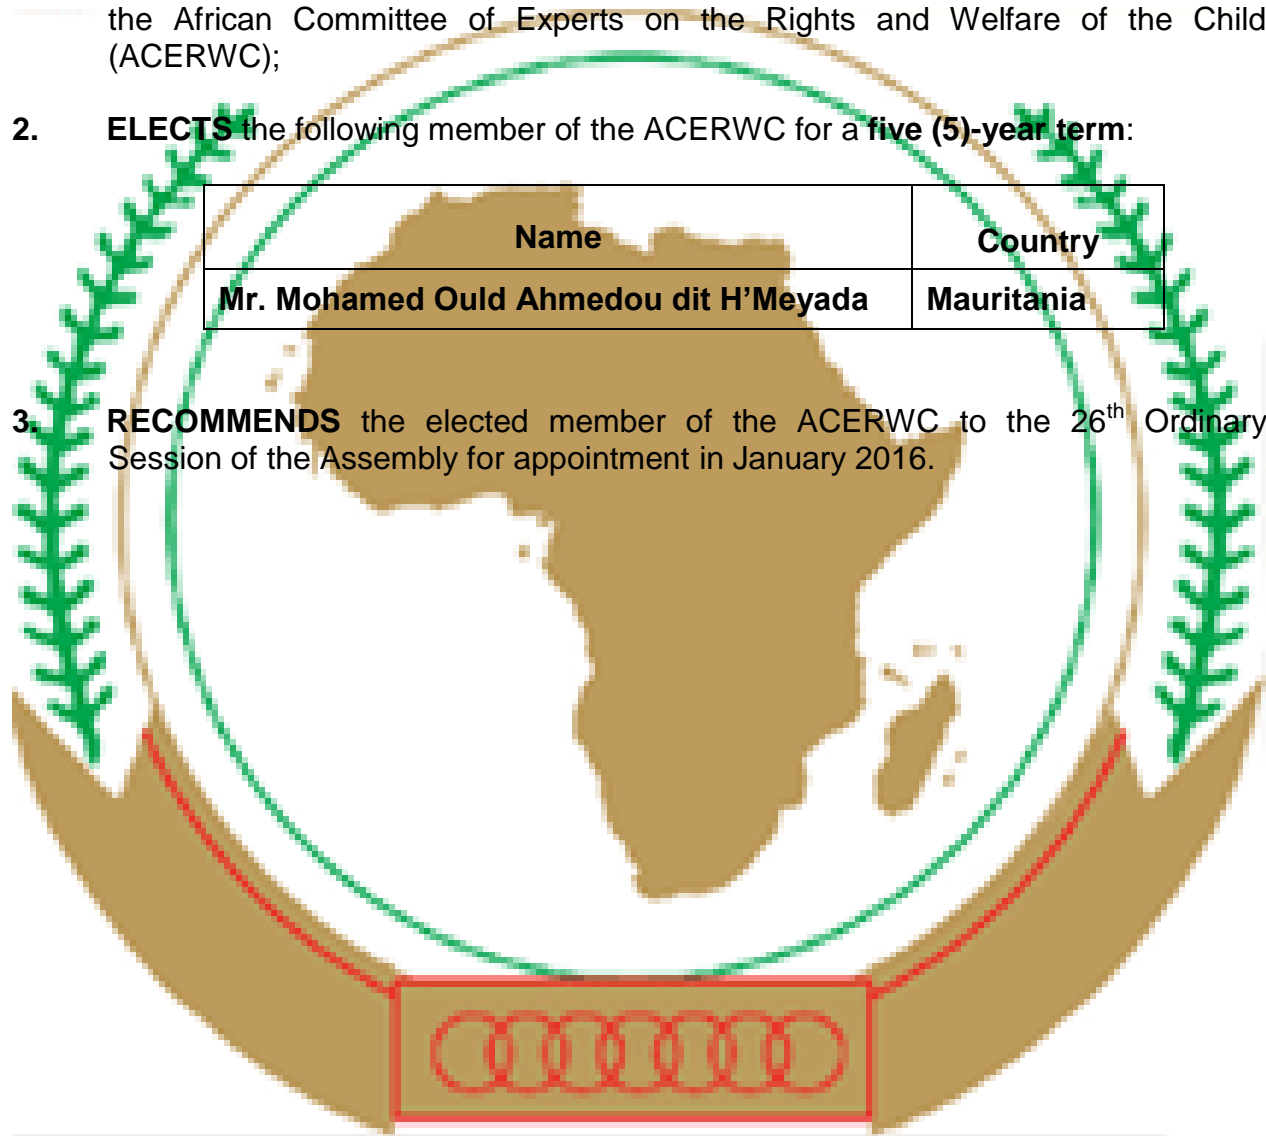 the African Committee of Experts on the Rights and Welfare of the Child
(ACERWC);
2. ELECTS the following member of the ACERWC for a five (5)-year term:
Name Country
Mr. Mohamed Ould Ahmedou dit H’Meyada Mauritania
3. RECOMMENDS the elected member of the ACERWC to the 26th Ordinary
Session of the Assembly for appointment in January 2016.